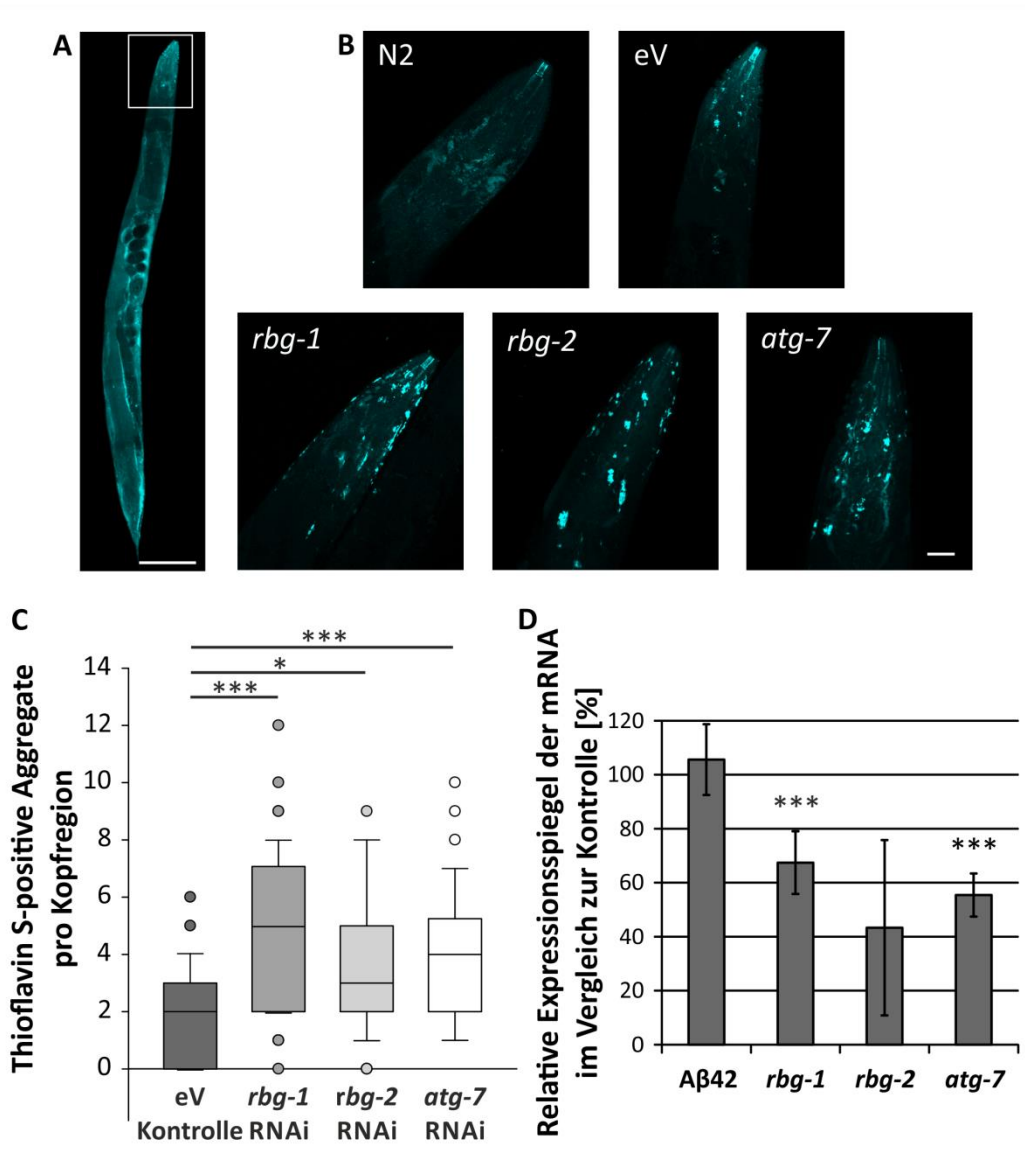 A
B
N2
eV
rbg-1
rbg-2
atg-7
C
Thioflavin S-positive Aggregate
pro Kopfregion
14
12
10
8
6
4
2
0
***
*
***
eV
Kontrolle
rbg-1
RNAi
rbg-2
RNAi
atg-7
RNAi
D
Relative Expressionsspiegel der mRNA
im Vergleich zur Kontrolle [%]
120
100
80
60
40
20
0
***
***
Aβ42
rbg-1
rbg-2
atg-7